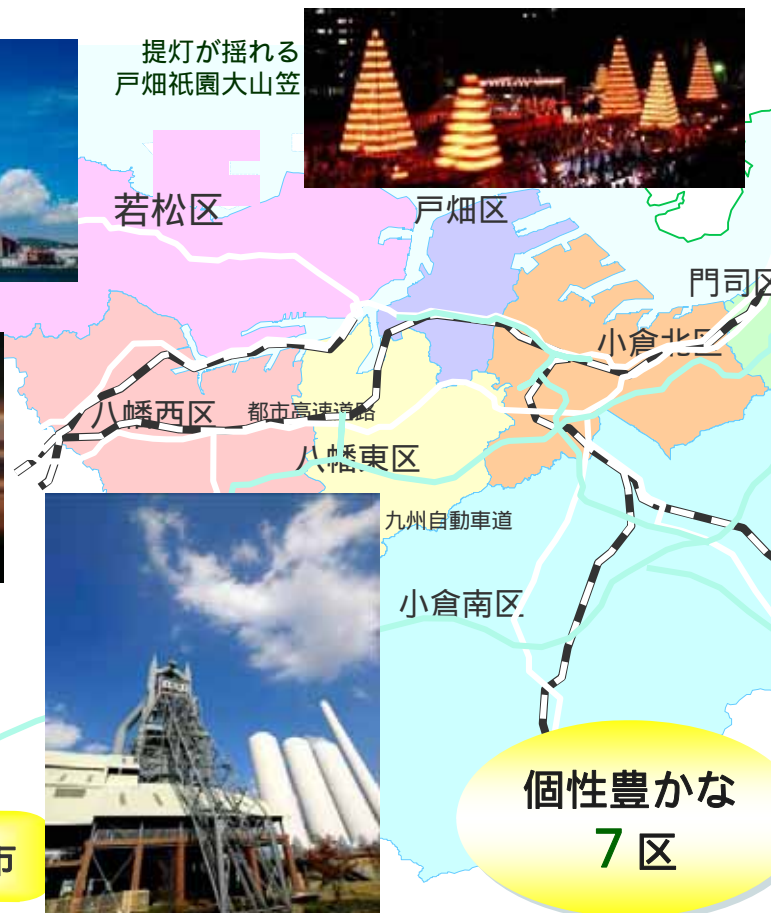 提灯が揺れる
戸畑祇園大山笠
若松区
戸畑区
門司区
小倉北区
八幡西区
都市高速道路
八幡東区
九州自動車道
小倉南区
個性豊かな
7区
市